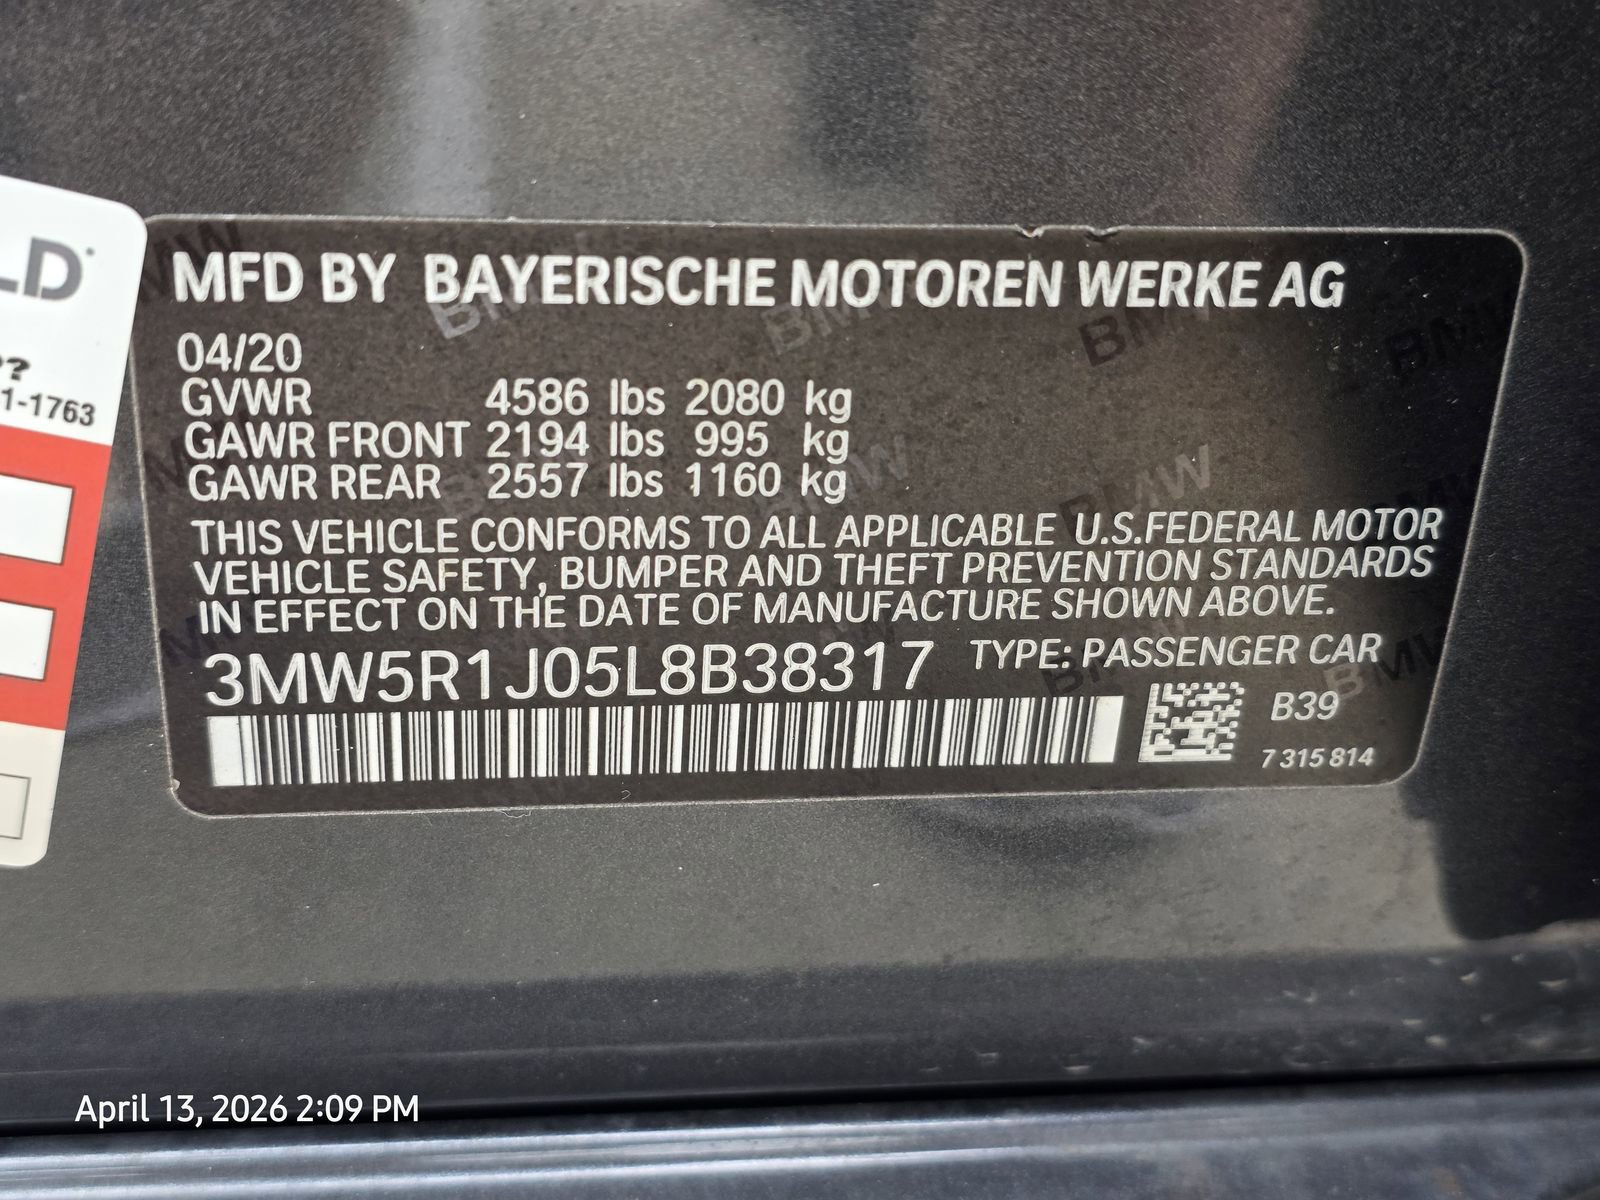 LD
??
1-1763
MFD BY BAYERISCHE MOTOREN WERKE AG
04/20
GVWR 4586 lbs 2080 kg
GAWR FRONT 2194 lbs 995 kg
GAWR REAR 2557 lbs 1160 kg
THIS VEHICLE CONFORMS TO ALL APPLICABLE U.S.FEDERAL MOTOR
VEHICLE SAFETY, BUMPER AND THEFT PREVENTION STANDARDS
IN EFFECT ON THE DATE OF MANUFACTURE SHOWN ABOVE.
3MW5R1J05L8B38317 TYPE: PASSENGER CAR
B39
7 315 814
April 13, 2026 2:09 PM